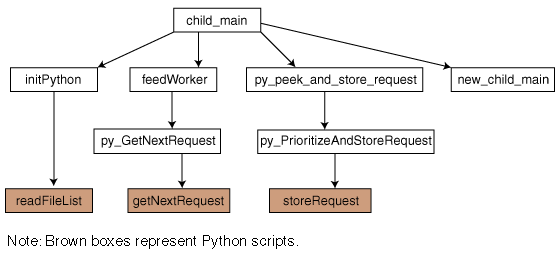 child_main
initPython
feedWorker
py_peek_and_store_request
new_child_main
py_GetNextRequest
py_PrioritizeAndStoreRequest
readFileList
getNextRequest
storeRequest
Note: Brown boxes represent Python scripts.